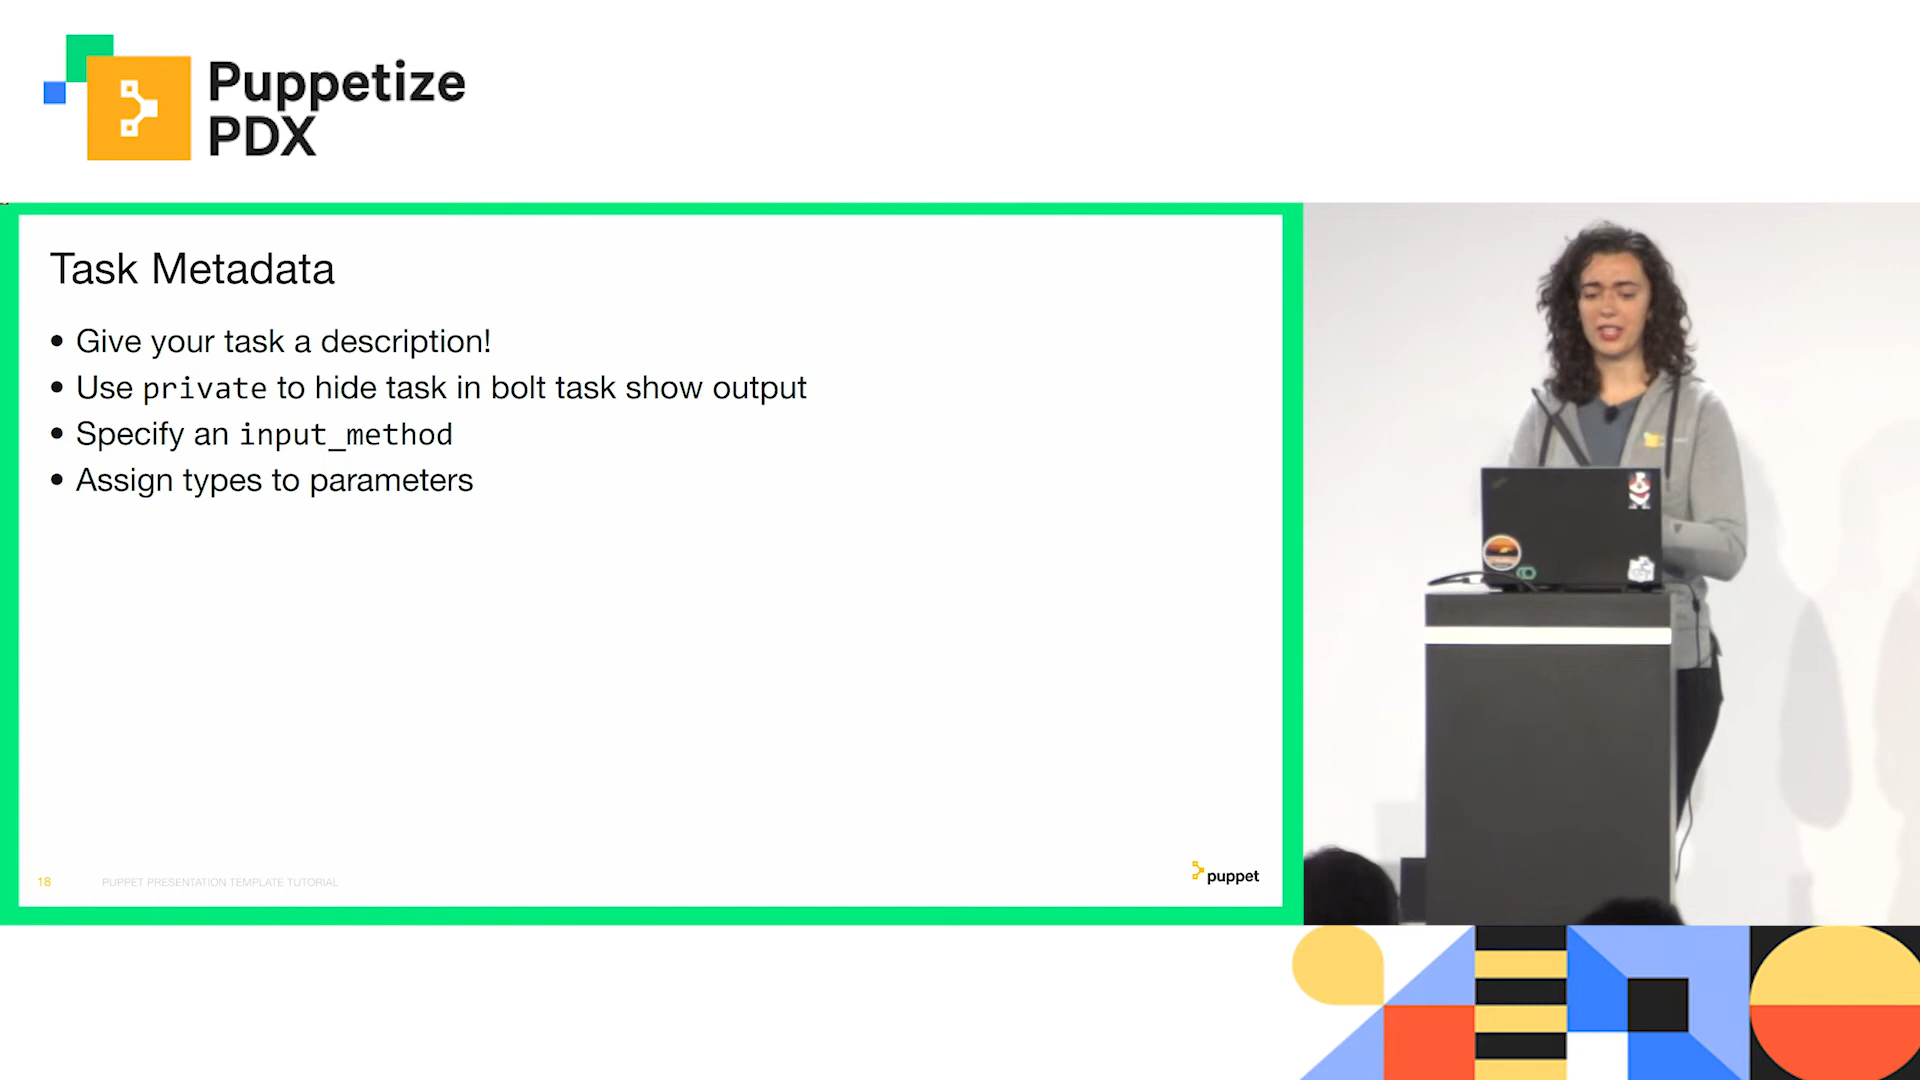 Puppetize
PDX
Task Metadata
• Give your task a description!
• Use private to hide task in bolt task show output
• Specify an input_method
• Assign types to parameters
18
PUPPET PRESENTATION TEMPLATE TUTORIAL
puppet